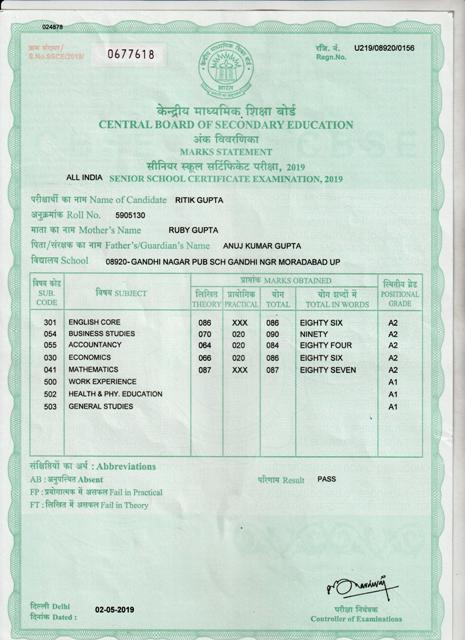 024878
क्रम संख्या/
S.No.SSCE/2019/ 0677618
रजि. नं. U219/08920/0156
Regn.No.
केन्द्रीय माध्यमिक शिक्षा बोर्ड
CENTRAL BOARD OF SECONDARY EDUCATION
अंक विवरणिका
MARKS STATEMENT
सीनियर स्कूल सर्टिफिकेट परीक्षा, 2019
ALL INDIA SENIOR SCHOOL CERTIFICATE EXAMINATION, 2019
परीक्षार्थी का नाम Name of Candidate RITIK GUPTA
अनुक्रमांक Roll No. 5905130
माता का नाम Mother's Name RUBY GUPTA
पिता/संरक्षक का नाम Father's/Guardian's Name ANUJ KUMAR GUPTA
विद्यालय School 08920- GANDHI NAGAR PUB SCH GANDHI NGR MORADABAD UP
विषय कोड SUB. CODE विषय SUBJECT प्राप्तांक MARKS OBTAINED स्थितीय ग्रेड POSITIONAL GRADE
लिखित THEORY प्रायोगिक PRACTICAL योग TOTAL योग शब्दों में TOTAL IN WORDS
301 ENGLISH CORE 086 XXX 086 EIGHTY SIX A2
054 BUSINESS STUDIES 070 020 090 NINETY A2
055 ACCOUNTANCY 064 020 084 EIGHTY FOUR A2
030 ECONOMICS 066 020 086 EIGHTY SIX A2
041 MATHEMATICS 087 XXX 087 EIGHTY SEVEN A2
500 WORK EXPERIENCE A1
502 HEALTH & PHY. EDUCATION A1
503 GENERAL STUDIES A1
संक्षिप्तियों का अर्थ : Abbreviations
AB : अनुपस्थित Absent
परिणाम Result PASS
FP : प्रयोगात्मक में असफल Fail in Practical
FT : लिखित में असफल Fail in Theory
दिल्ली Delhi
दिनांक Dated : 02-05-2019
परीक्षा नियंत्रक
Controller of Examinations